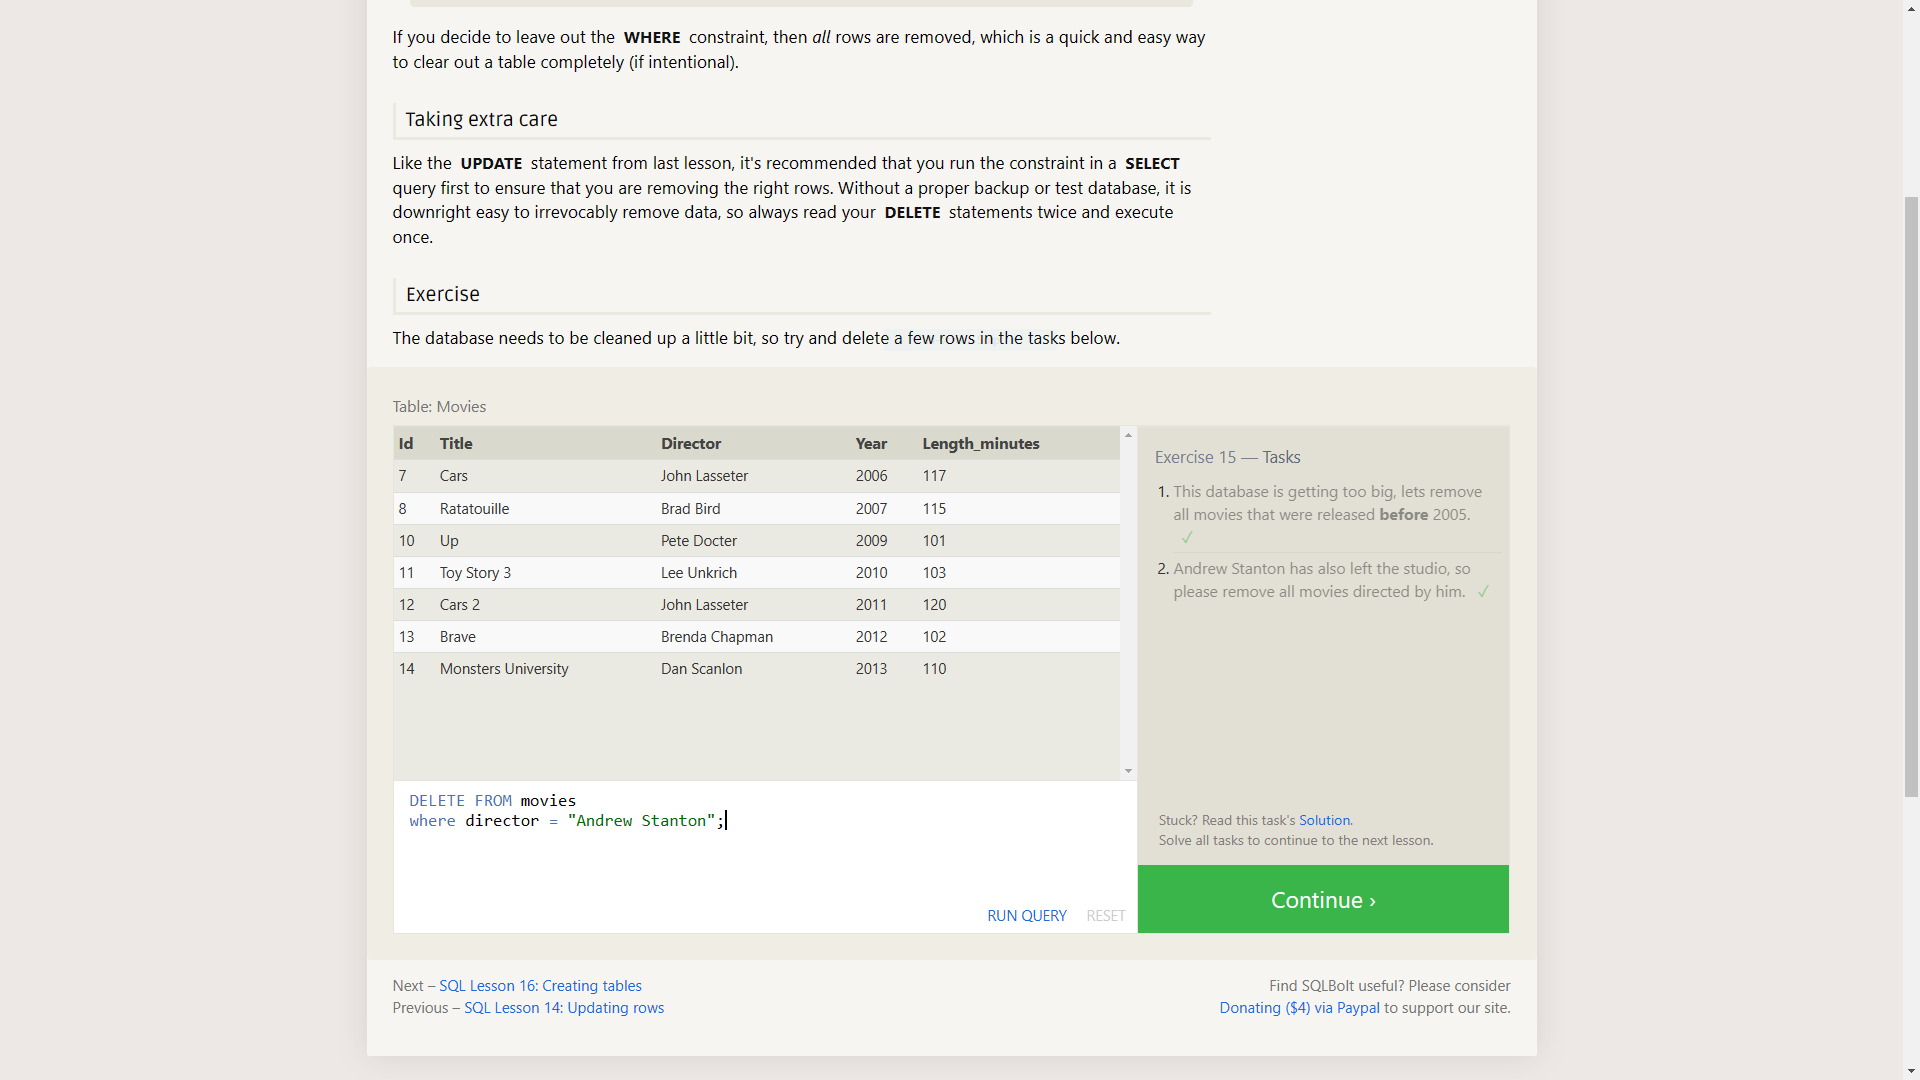 If you decide to leave out the WHERE constraint, then all rows are removed, which is a quick and easy way
to clear out a table completely (if intentional).
Taking extra care
Like the UPDATE statement from last lesson, it's recommended that you run the constraint in a SELECT
query first to ensure that you are removing the right rows. Without a proper backup or test database, it is
downright easy to irrevocably remove data, so always read your DELETE statements twice and execute
once.
Exercise
The database needs to be cleaned up a little bit, so try and delete a few rows in the tasks below.
Table: Movies
Id Title Director Year Length_minutes
7 Cars John Lasseter 2006 117
8 Ratatouille Brad Bird 2007 115
10 Up Pete Docter 2009 101
11 Toy Story 3 Lee Unkrich 2010 103
12 Cars 2 John Lasseter 2011 120
13 Brave Brenda Chapman 2012 102
14 Monsters University Dan Scanlon 2013 110
DELETE FROM movies
where director = "Andrew Stanton";
RUN QUERY RESET
Exercise 15 — Tasks
1. This database is getting too big, lets remove
all movies that were released before 2005.
✓
2. Andrew Stanton has also left the studio, so
please remove all movies directed by him. ✓
Stuck? Read this task's Solution.
Solve all tasks to continue to the next lesson.
Continue ›
Next – SQL Lesson 16: Creating tables
Previous – SQL Lesson 14: Updating rows
Find SQLBolt useful? Please consider
Donating ($4) via Paypal to support our site.